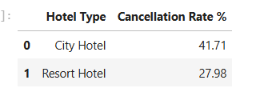 ]:
Hotel Type Cancellation Rate %
0 City Hotel 41.71
1 Resort Hotel 27.98